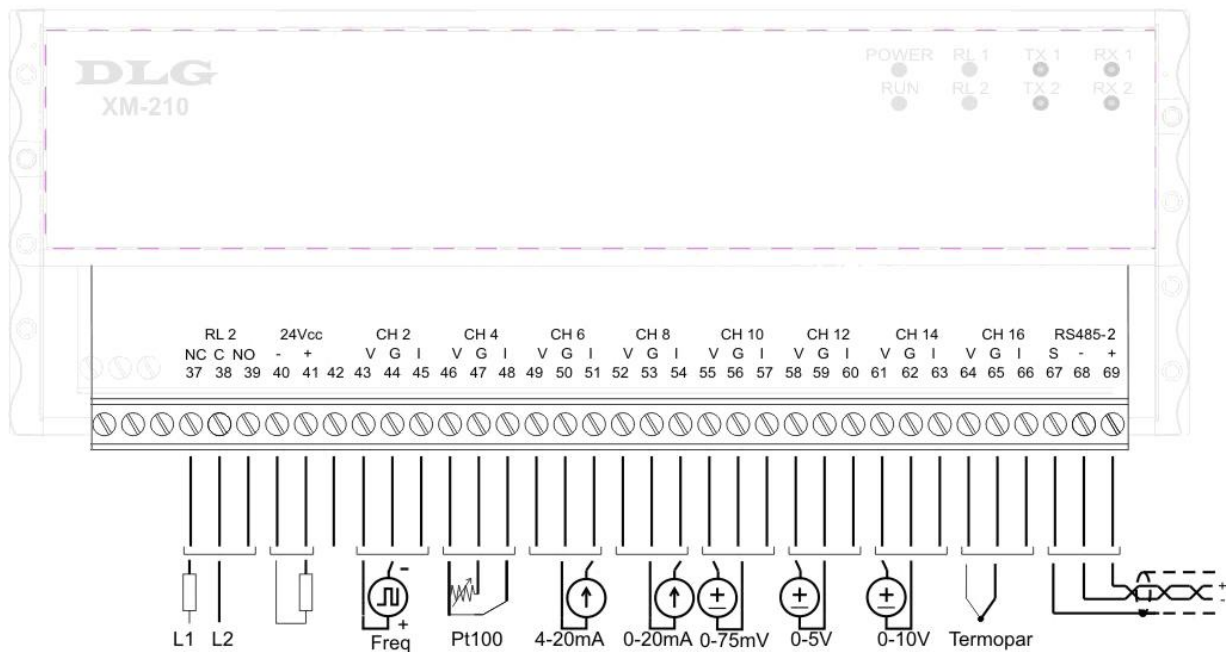 DLG
XM-210
POWER RL 1 TX 1 RX 1
RUN RL 2 TX 2 RX 2
RL 2 24Vcc CH 2 CH 4 CH 6 CH 8 CH 10 CH 12 CH 14 CH 16 RS485-2
NC C NO - + V G I V G I V G I V G I V G I V G I V G I V G I S - +
37 38 39 40 41 42 43 44 45 46 47 48 49 50 51 52 53 54 55 56 57 58 59 60 61 62 63 64 65 66 67 68 69
-
+
+
-
L1 L2 Freq Pt100 4-20mA 0-20mA 0-75mV 0-5V 0-10V Termopar